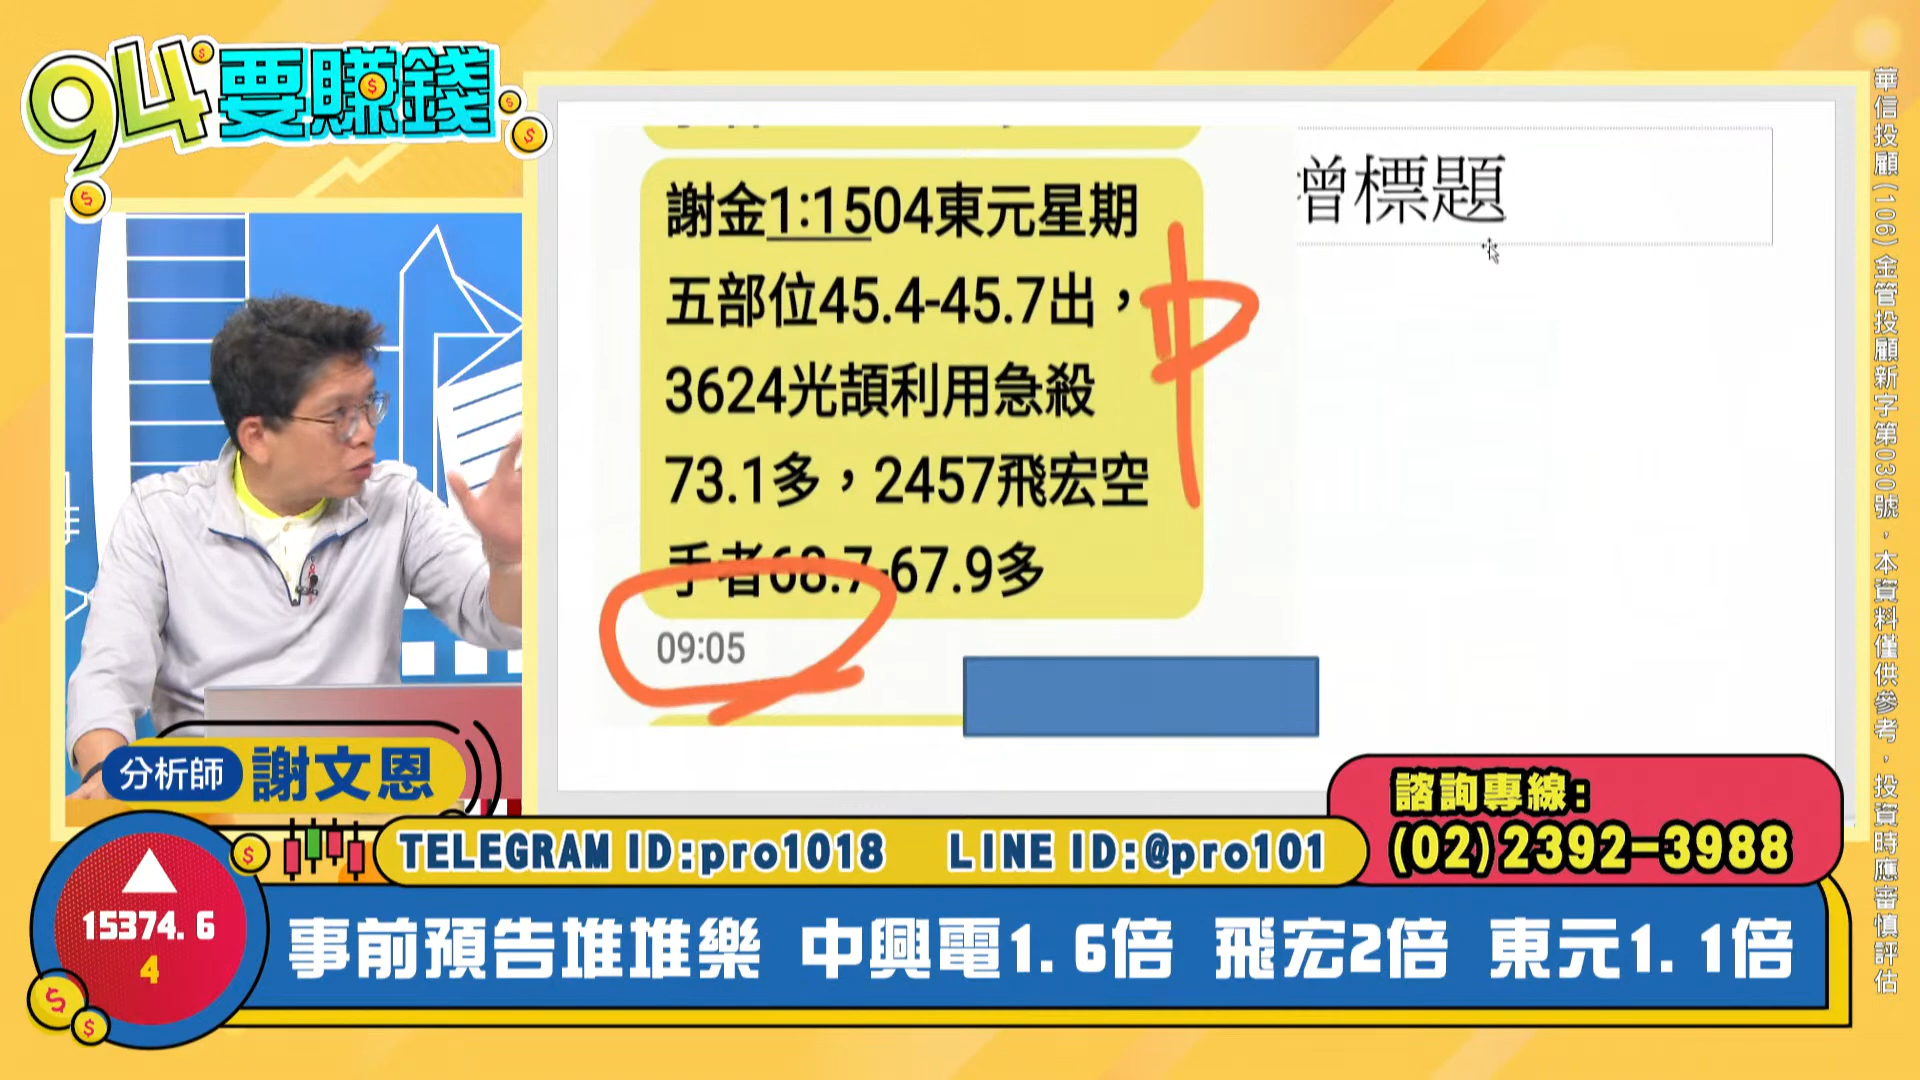 94要賺錢
謝金1:1504東元星期
五部位45.4-45.7出，
3624光頡利用急殺
73.1多，2457飛宏空
手者68.7-67.9多
09:05
增標題
中
分析師 謝文恩
TELEGRAM ID:pro1018 LINE ID:@pro101
諮詢專線:
(02)2392-3988
15374.6
4
事前預告堆堆樂 中興電1.6倍 飛宏2倍 東元1.1倍
華信投顧(106)金管投顧新字第030號，本資料僅供參考，投資時應審慎評估